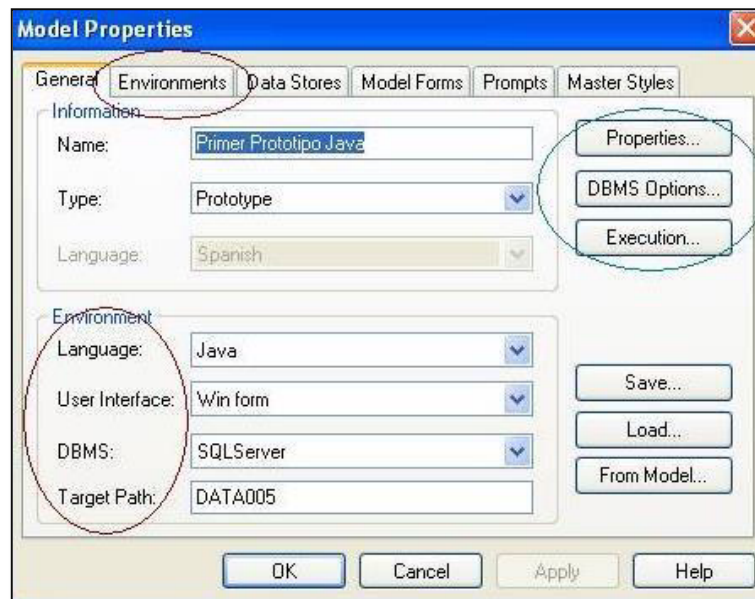 Model Properties
General Environments Data Stores Model Forms Prompts Master Styles
Information
Name: Primer Prototipo Java
Type: Prototype
Language: Spanish
Properties...
DBMS Options...
Execution...
Environment
Language: Java
User Interface: Win form
DBMS: SQLServer
Target Path: DATA005
Save...
Load...
From Model...
OK Cancel Apply Help